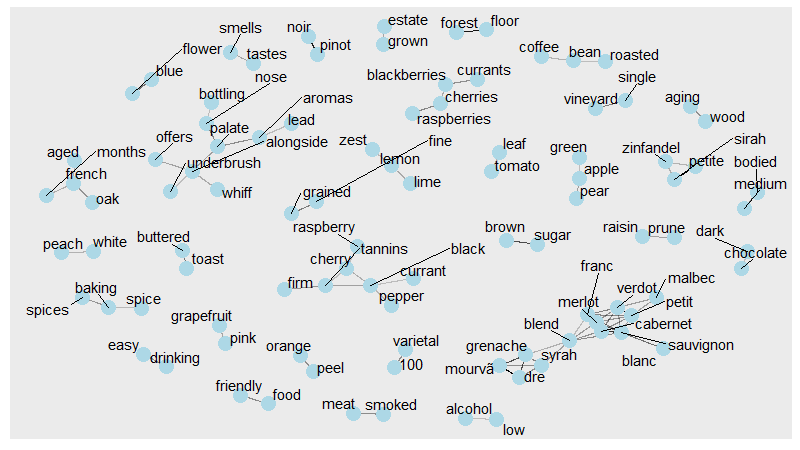 smells
noir
estate
forest
floor
flower
tastes
pinot
grown
coffee
bean
roasted
blue
nose
blackberries
currants
single
bottling
aromas
cherries
vineyard
aging
offers
palate
lead
raspberries
wood
alongside
zest
fine
leaf
green
zinfandel
sirah
aged
months
underbrush
lemon
tomato
apple
petite
bodied
french
whiff
grained
lime
pear
medium
oak
raspberry
brown
sugar
raisin
prune
dark
peach
white
buttered
tannins
black
chocolate
toast
cherry
franc
baking
firm
currant
verdot
malbec
spices
spice
pepper
merlot
petit
grapefruit
blend
cabernet
easy
drinking
pink
orange
peel
varietal
100
grenache
syrah
sauvignon
mourvã
dre
blanc
friendly
food
meat
smoked
alcohol
low